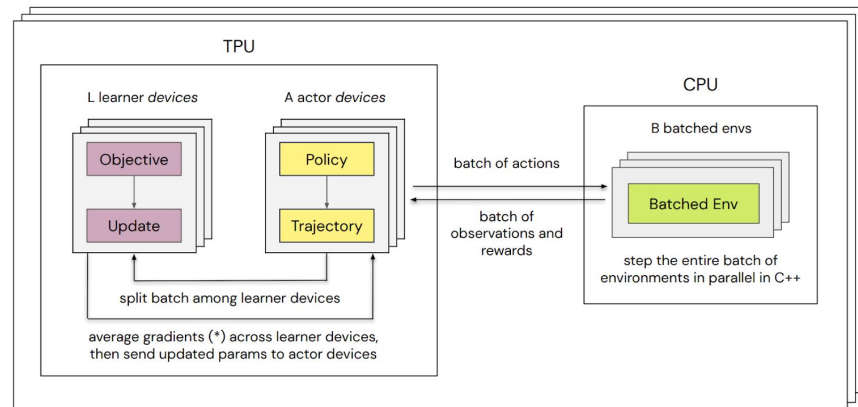 TPU
L learner devices
A actor devices
Objective
Policy
Update
Trajectory
split batch among learner devices
average gradients (*) across learner devices,
then send updated params to actor devices
batch of actions
batch of
observations and
rewards
CPU
B batched envs
Batched Env
step the entire batch of
environments in parallel in C++